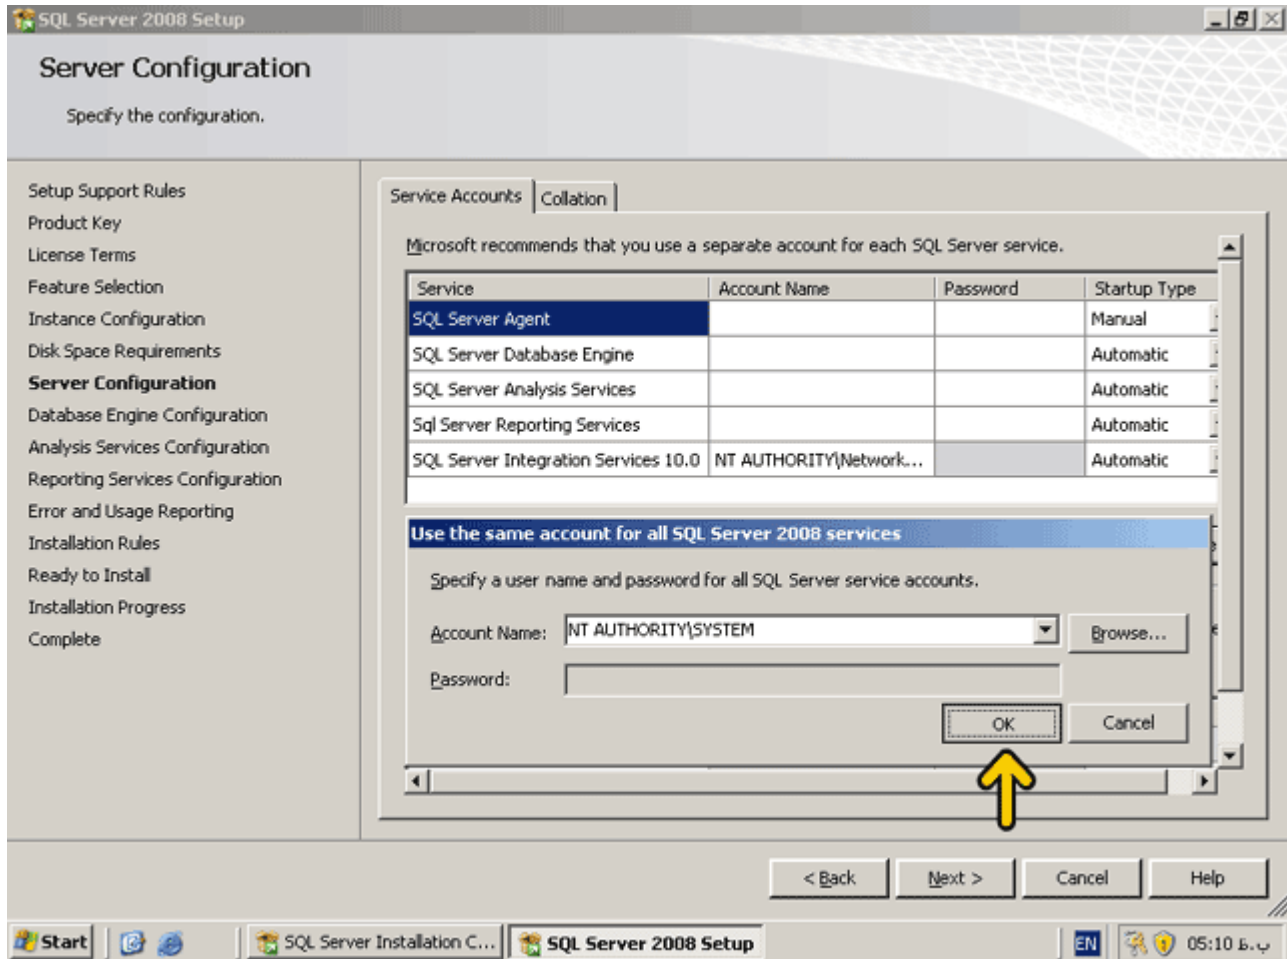 SQL Server 2008 Setup
Server Configuration
Specify the configuration.
Setup Support Rules
Product Key
License Terms
Feature Selection
Instance Configuration
Disk Space Requirements
Server Configuration
Database Engine Configuration
Analysis Services Configuration
Reporting Services Configuration
Error and Usage Reporting
Installation Rules
Ready to Install
Installation Progress
Complete
Service Accounts Collation
Microsoft recommends that you use a separate account for each SQL Server service.
Service Account Name Password Startup Type
SQL Server Agent Manual
SQL Server Database Engine Automatic
SQL Server Analysis Services Automatic
Sql Server Reporting Services Automatic
SQL Server Integration Services 10.0 NT AUTHORITY\Network... Automatic
Use the same account for all SQL Server 2008 services
Specify a user name and password for all SQL Server service accounts.
Account Name: NT AUTHORITY\SYSTEM Browse...
Password:
OK Cancel
< Back Next > Cancel Help
Start SQL Server Installation C... SQL Server 2008 Setup EN 05:10 ب.ظ